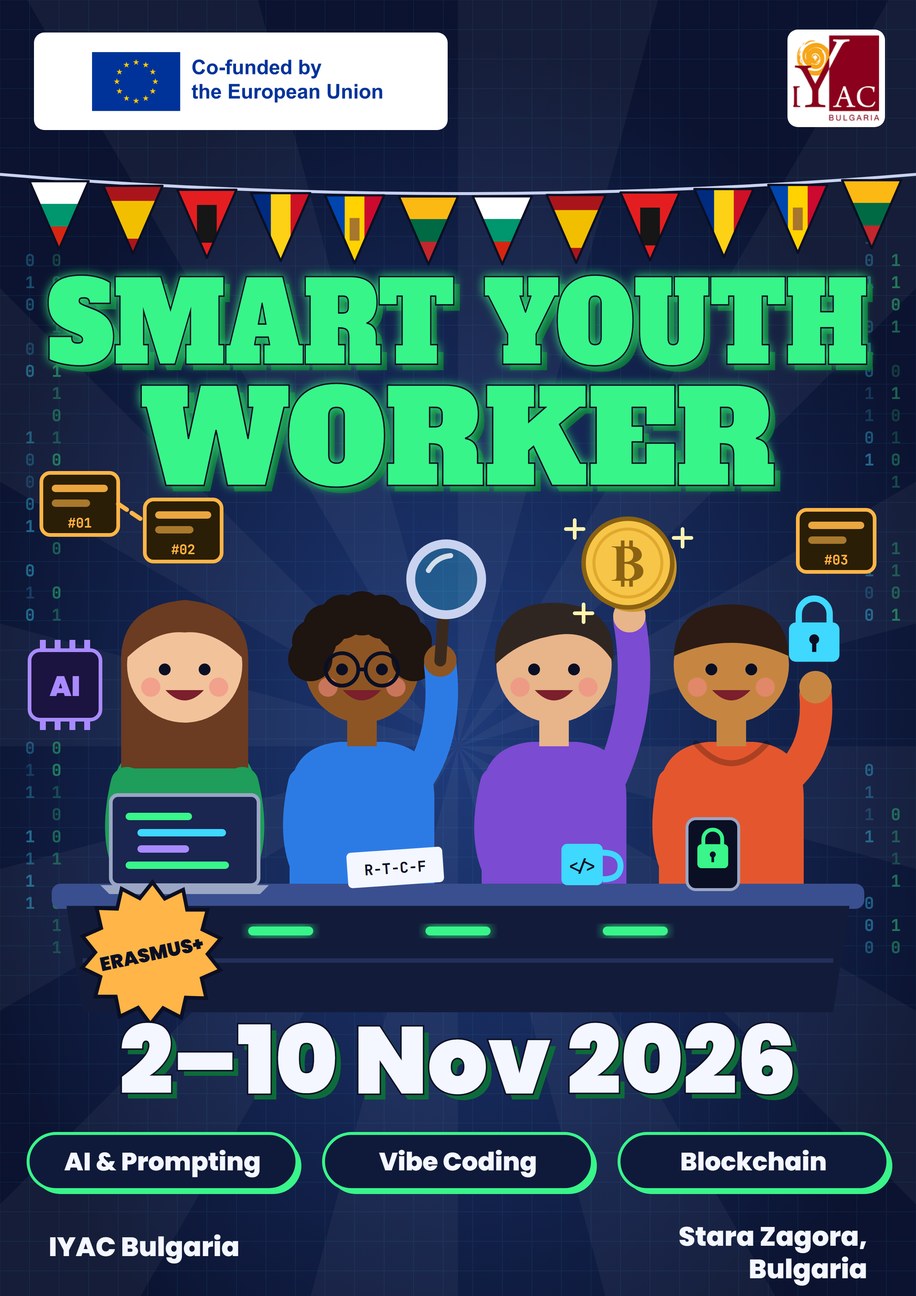 Co-funded by
the European Union
IYAC
BULGARIA
SMART YOUTH
WORKER
#01
#02
#03
B
AI
R-T-C-F
</>
ERASMUS+
2–10 Nov 2026
AI & Prompting
Vibe Coding
Blockchain
IYAC Bulgaria
Stara Zagora,
Bulgaria